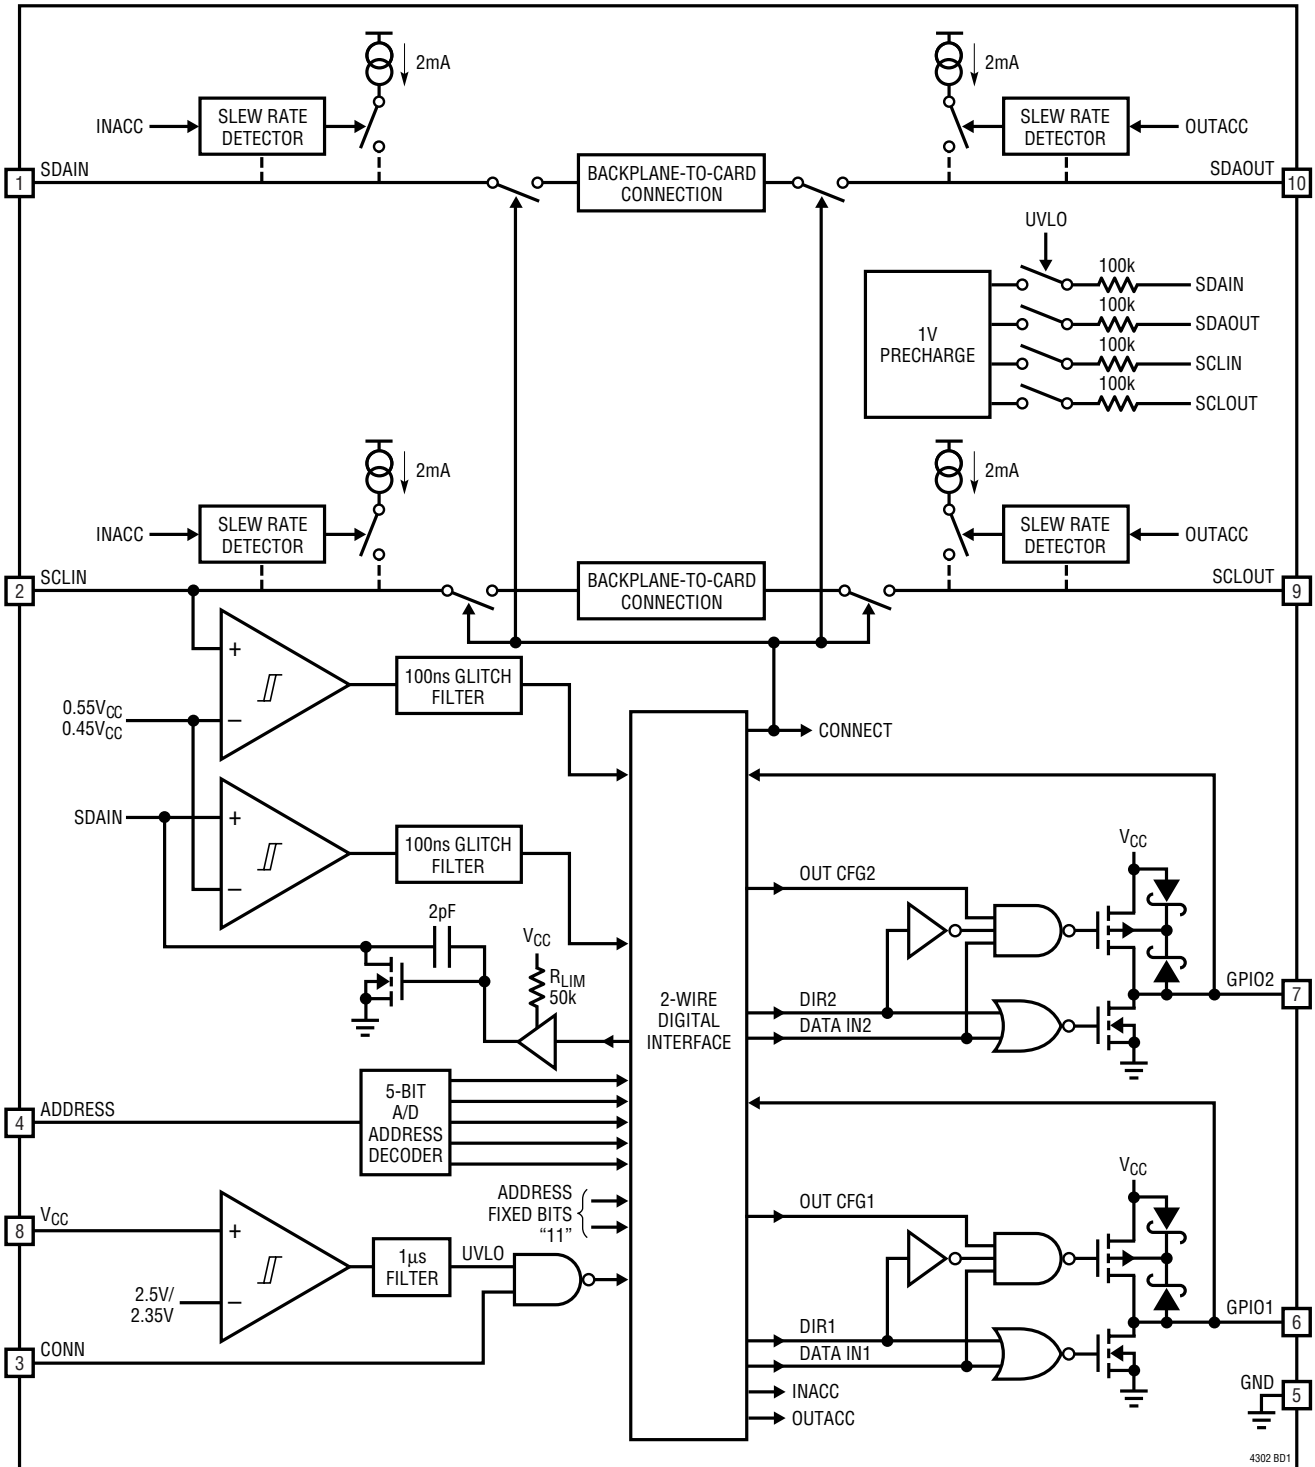 2mA
2mA
INACC
SLEW RATE
DETECTOR
SLEW RATE
DETECTOR
OUTACC
SDAIN
1
BACKPLANE-TO-CARD
CONNECTION
SDAOUT
10
UVLO
1V
PRECHARGE
100k
SDAIN
100k
SDAOUT
100k
SCLIN
100k
SCLOUT
2mA
2mA
INACC
SLEW RATE
DETECTOR
SLEW RATE
DETECTOR
OUTACC
SCLIN
2
BACKPLANE-TO-CARD
CONNECTION
SCLOUT
9
+
−
100ns GLITCH
FILTER
0.55VCC
0.45VCC
CONNECT
SDAIN
+
−
100ns GLITCH
FILTER
2pF
VCC
RLIM
50k
2-WIRE
DIGITAL
INTERFACE
OUT CFG2
VCC
DIR2
DATA IN2
GPIO2
7
ADDRESS
4
5-BIT
A/D
ADDRESS
DECODER
ADDRESS
FIXED BITS
“11”
VCC
8
+
−
2.5V/
2.35V
1µs
FILTER
UVLO
CONN
3
OUT CFG1
VCC
DIR1
DATA IN1
GPIO1
6
INACC
OUTACC
GND
5
4302 BD1